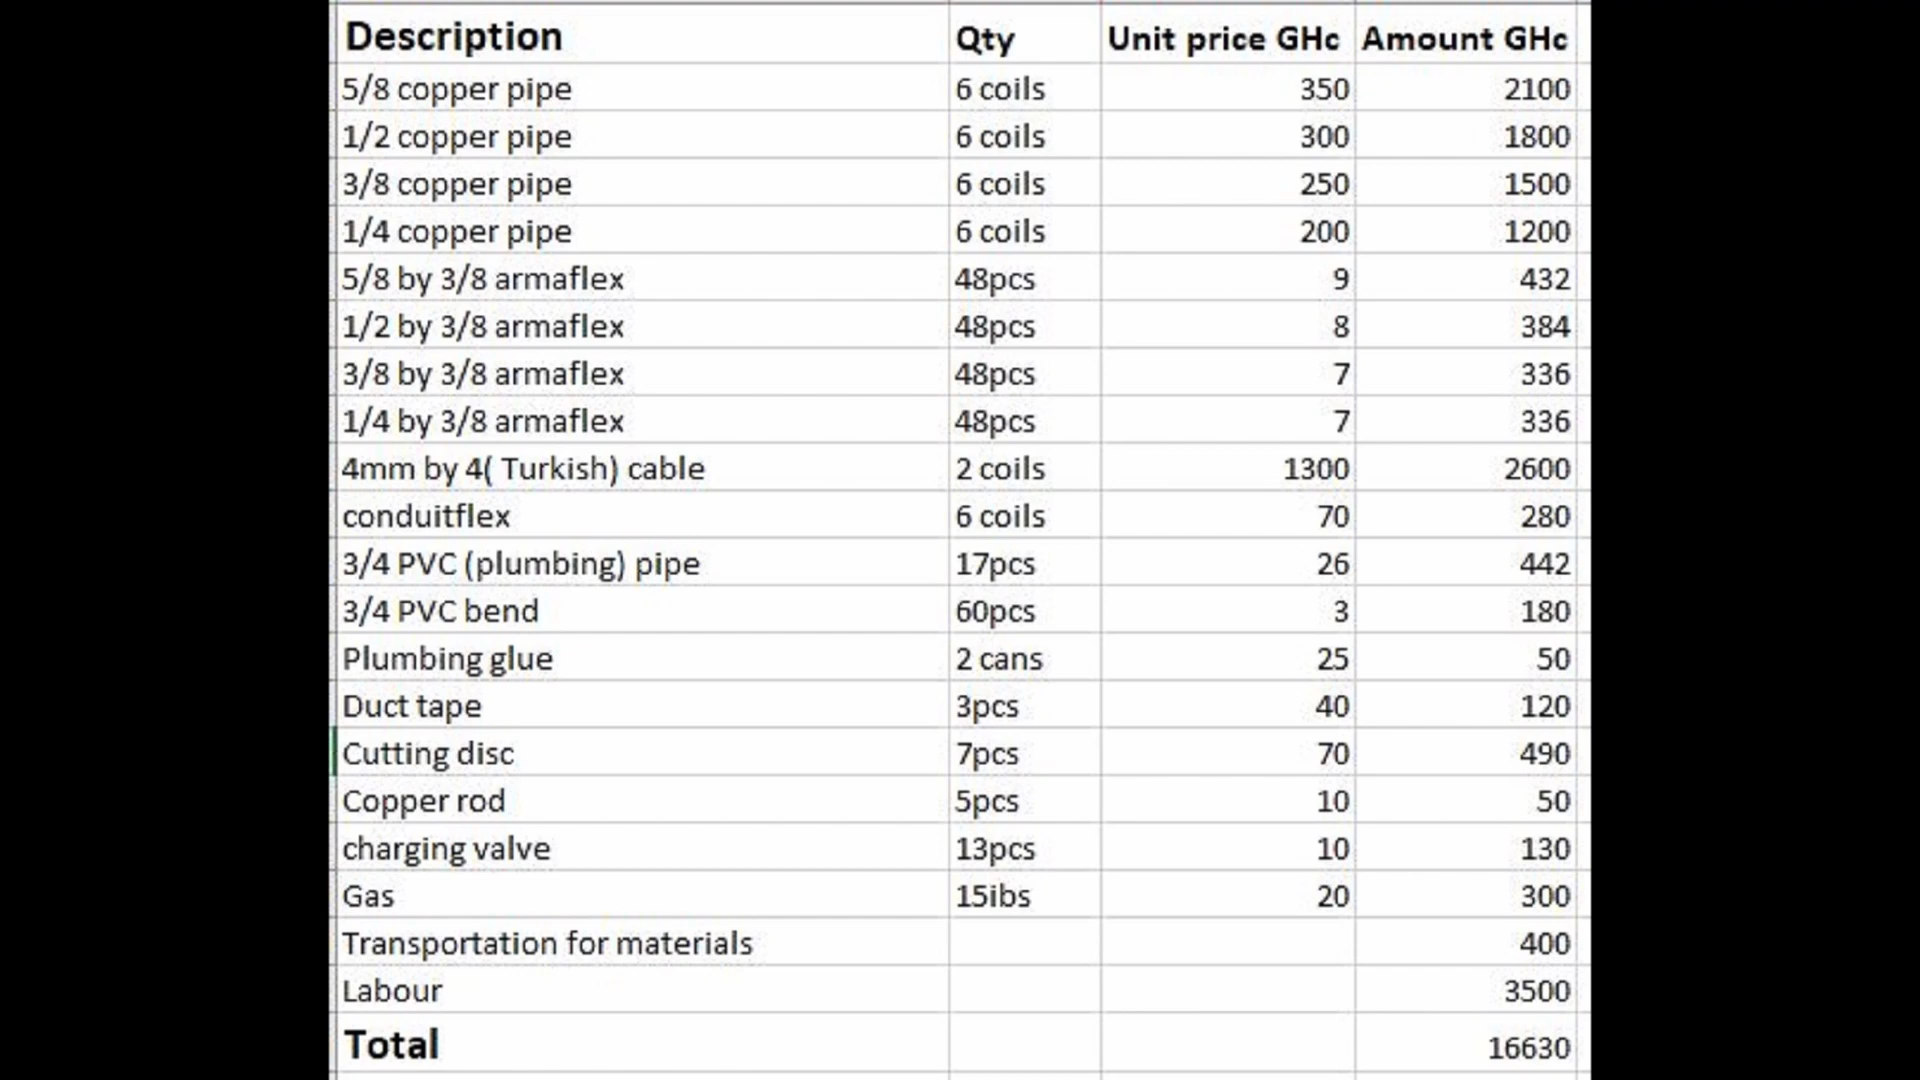 Description Qty Unit price GHc Amount GHc
5/8 copper pipe 6 coils 350 2100
1/2 copper pipe 6 coils 300 1800
3/8 copper pipe 6 coils 250 1500
1/4 copper pipe 6 coils 200 1200
5/8 by 3/8 armaflex 48pcs 9 432
1/2 by 3/8 armaflex 48pcs 8 384
3/8 by 3/8 armaflex 48pcs 7 336
1/4 by 3/8 armaflex 48pcs 7 336
4mm by 4( Turkish) cable 2 coils 1300 2600
conduitflex 6 coils 70 280
3/4 PVC (plumbing) pipe 17pcs 26 442
3/4 PVC bend 60pcs 3 180
Plumbing glue 2 cans 25 50
Duct tape 3pcs 40 120
Cutting disc 7pcs 70 490
Copper rod 5pcs 10 50
charging valve 13pcs 10 130
Gas 15ibs 20 300
Transportation for materials 400
Labour 3500
Total 16630